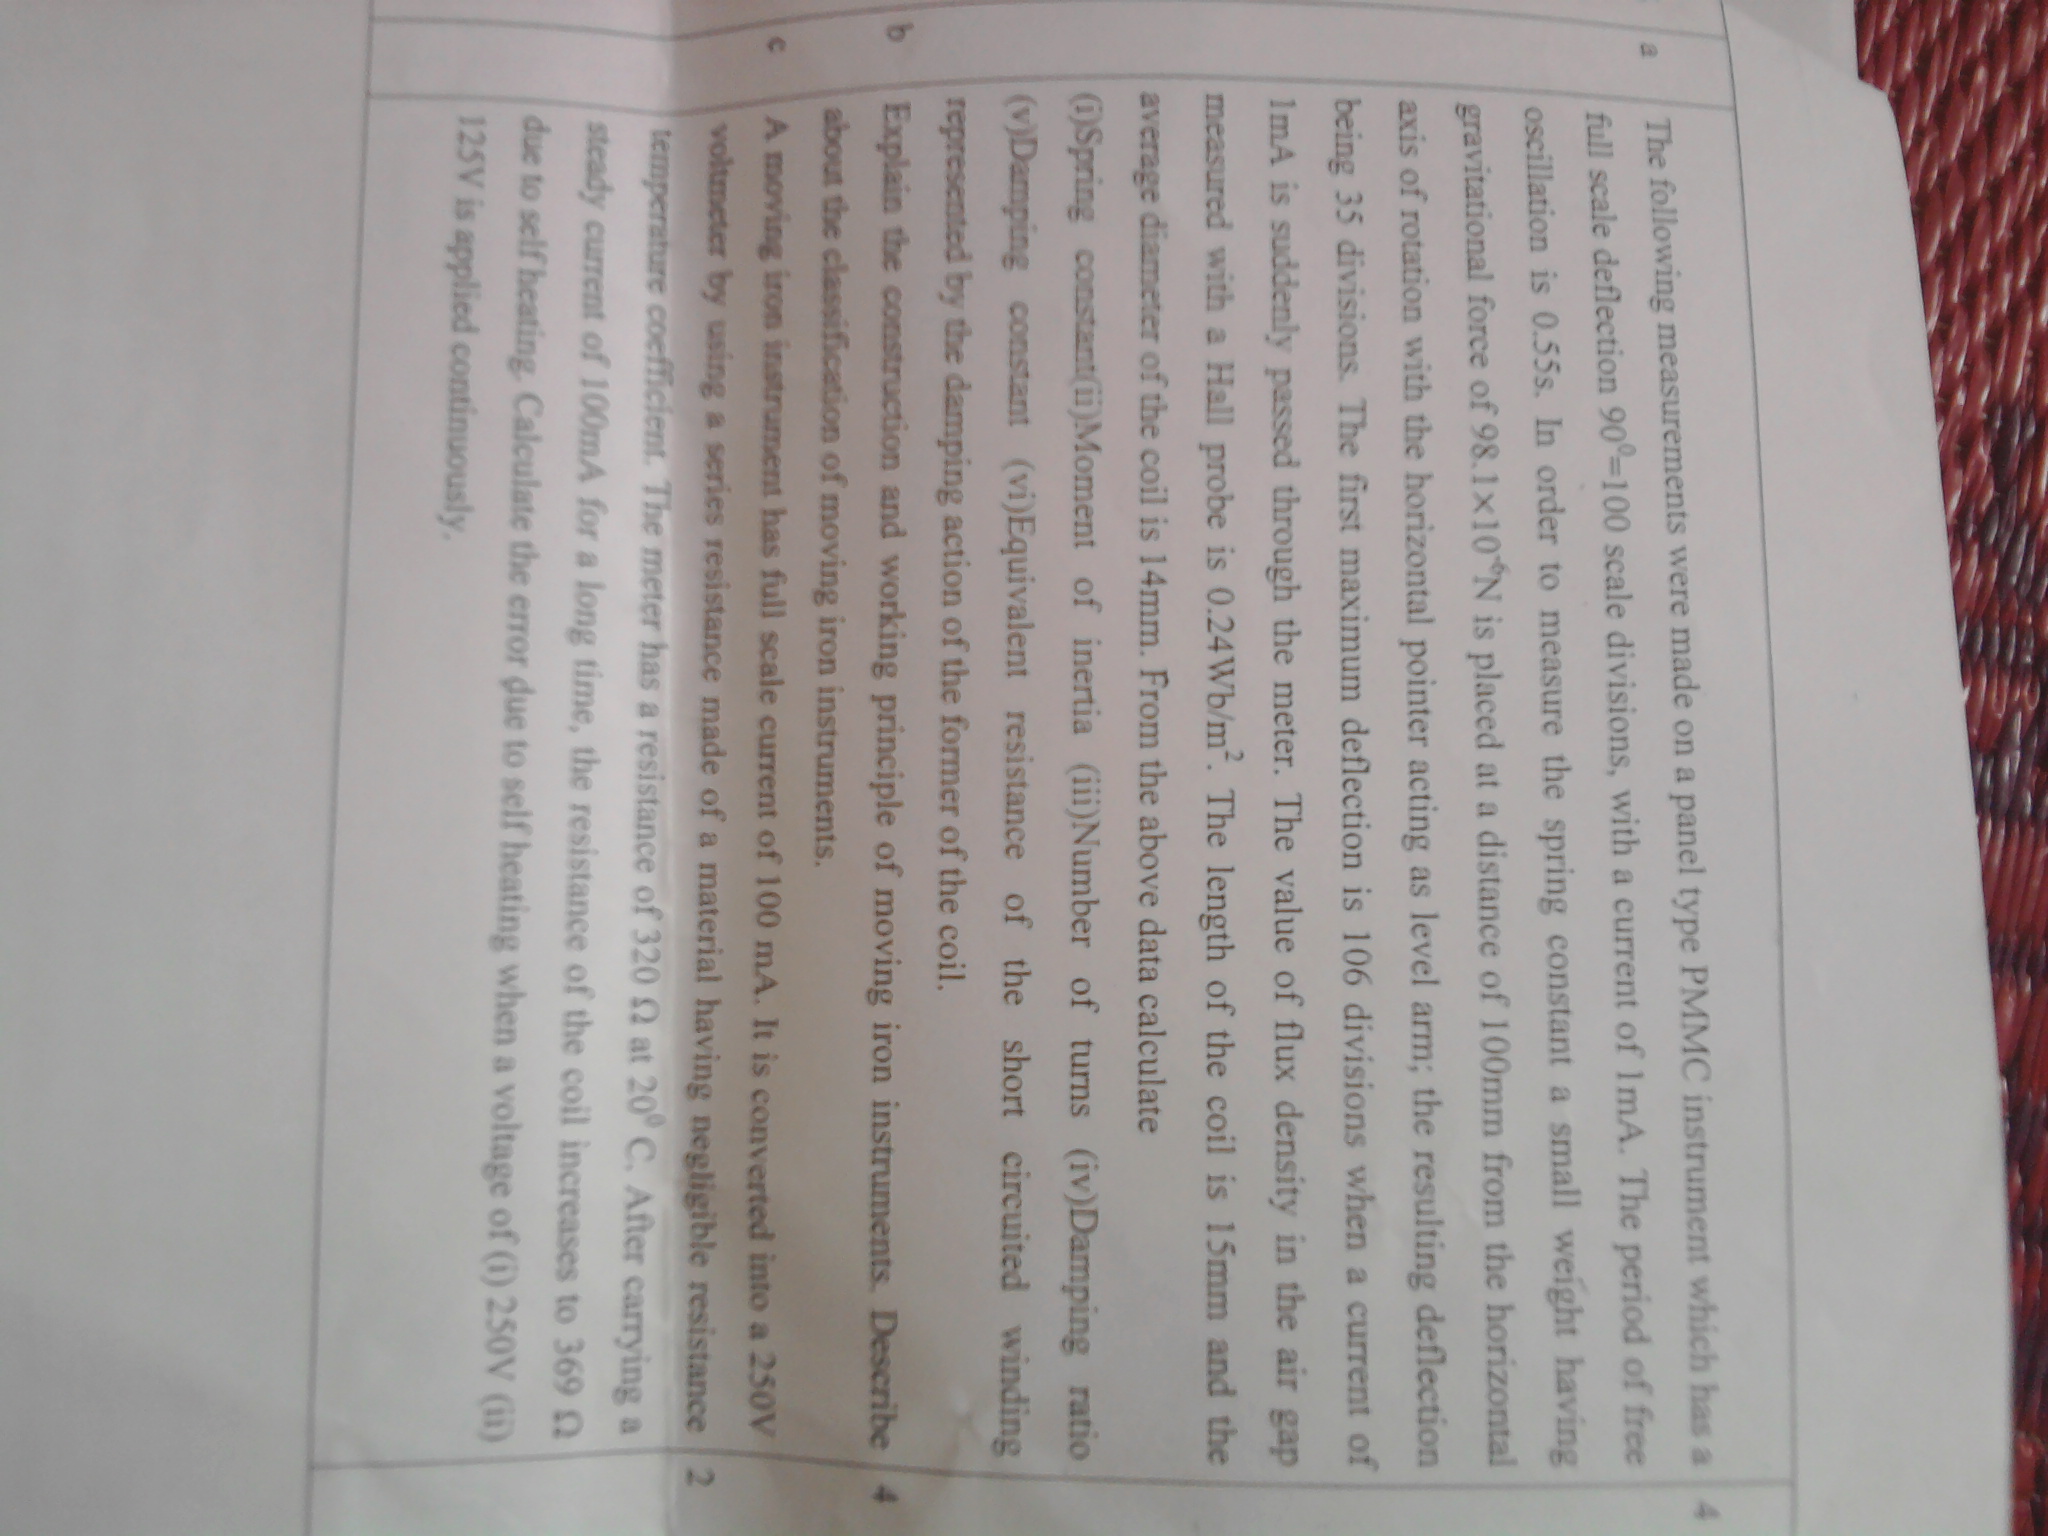 a The following measurements were made on a panel type PMMC instrument which has a 4
full scale deflection 90⁰=100 scale divisions, with a current of 1mA. The period of free
oscillation is 0.55s. In order to measure the spring constant a small weight having
gravitational force of 98.1×10⁻⁶N is placed at a distance of 100mm from the horizontal
axis of rotation with the horizontal pointer acting as level arm; the resulting deflection
being 35 divisions. The first maximum deflection is 106 divisions when a current of
1mA is suddenly passed through the meter. The value of flux density in the air gap
measured with a Hall probe is 0.24Wb/m². The length of the coil is 15mm and the
average diameter of the coil is 14mm. From the above data calculate
(i)Spring constant(ii)Moment of inertia (iii)Number of turns (iv)Damping ratio
(v)Damping constant (vi)Equivalent resistance of the short circuited winding
represented by the damping action of the former of the coil.
b Explain the construction and working principle of moving iron instruments. Describe 4
about the classification of moving iron instruments.
c A moving iron instrument has full scale current of 100 mA. It is converted into a 250V
voltmeter by using a series resistance made of a material having negligible resistance 2
temperature coefficient. The meter has a resistance of 320 Ω at 20⁰ C. After carrying a
steady current of 100mA for a long time, the resistance of the coil increases to 369 Ω
due to self heating. Calculate the error due to self heating when a voltage of (i) 250V (ii)
125V is applied continuously.